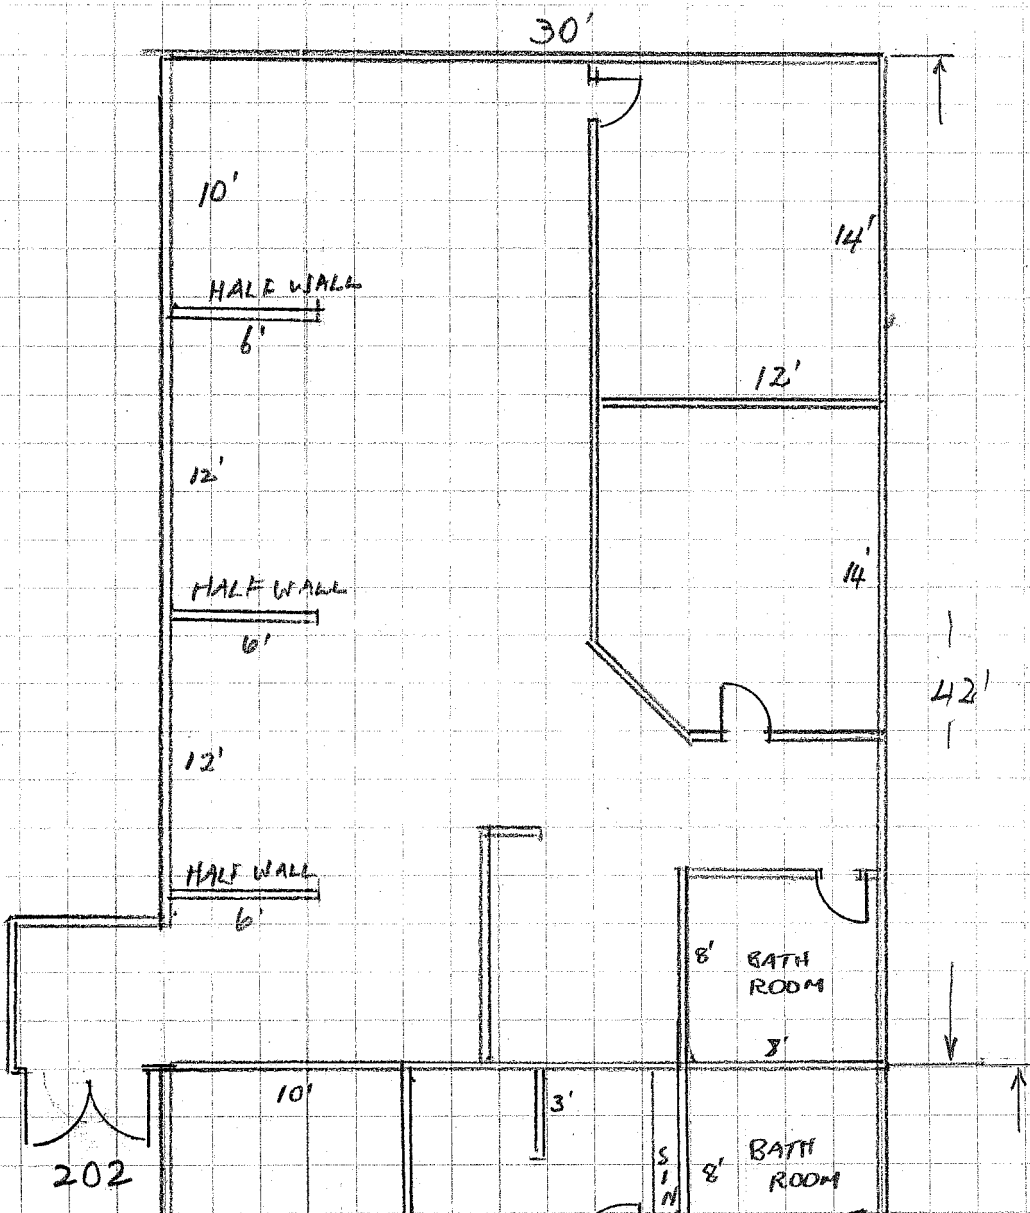 30'
10'
14'
HALF WALL
6'
12'
12'
HALF WALL
6'
14'
42'
12'
HALF WALL
6'
8'
BATH
ROOM
8'
10'
3'
202
S
I
N
8'
BATH
ROOM